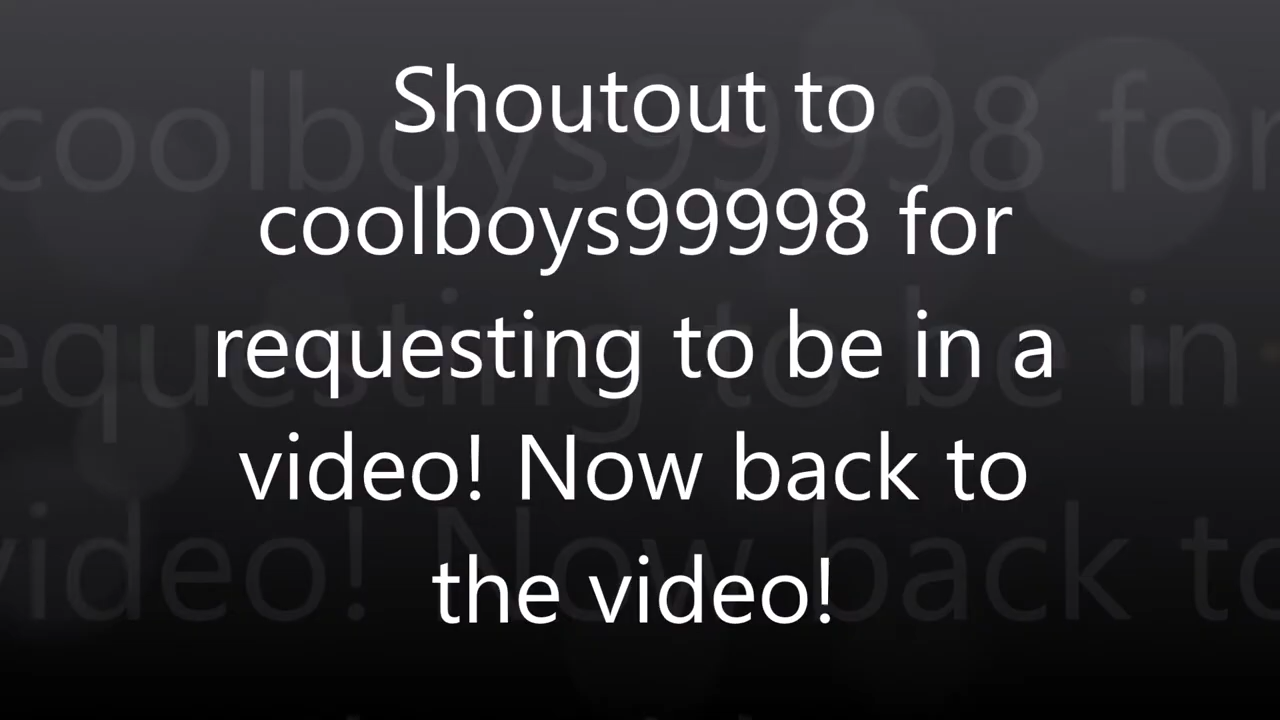 Shoutout to
coolboys99998 for
requesting to be in a
video! Now back to
the video!